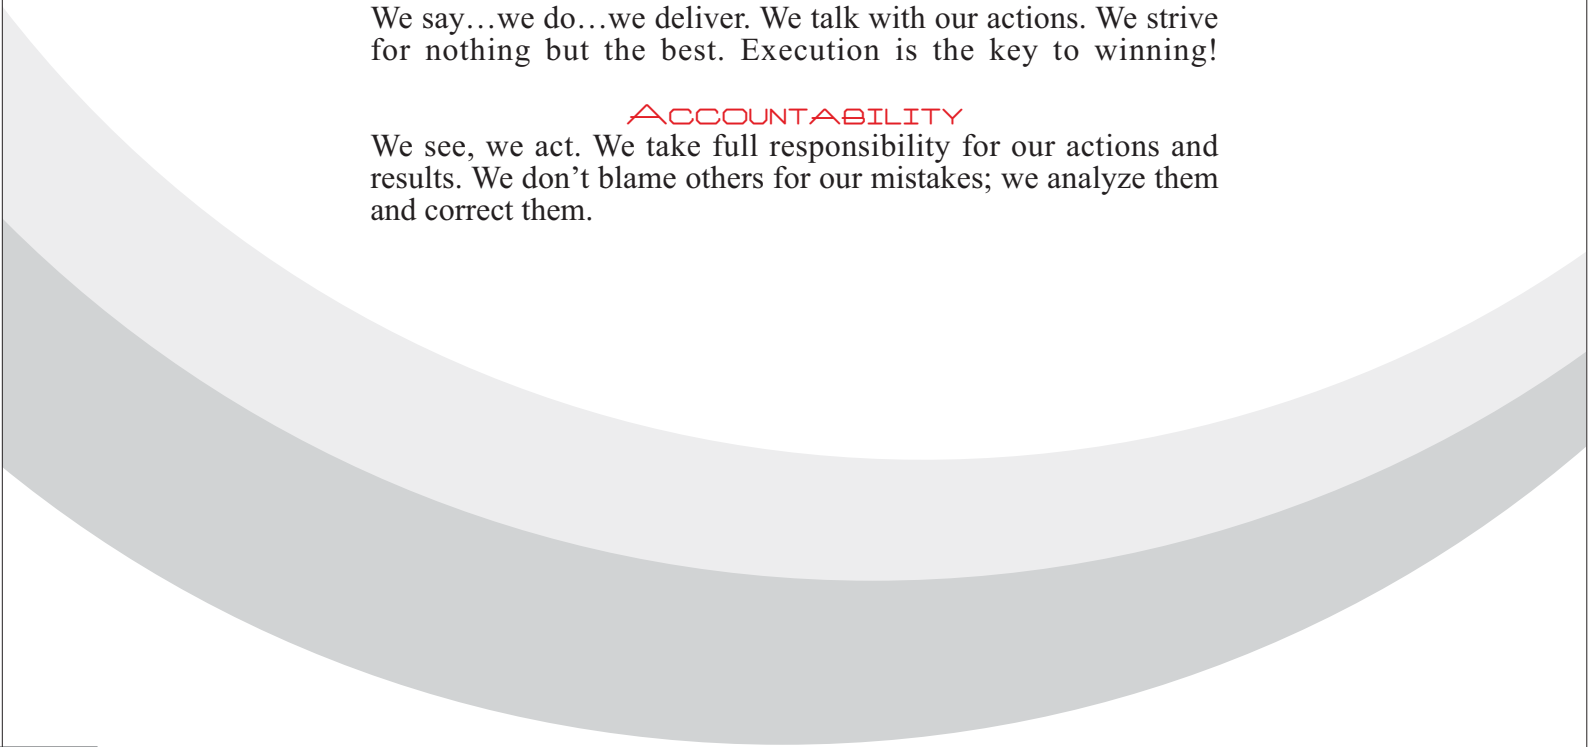 We say…we do…we deliver. We talk with our actions. We strive
for nothing but the best. Execution is the key to winning!
Accountability
We see, we act. We take full responsibility for our actions and
results. We don’t blame others for our mistakes; we analyze them
and correct them.